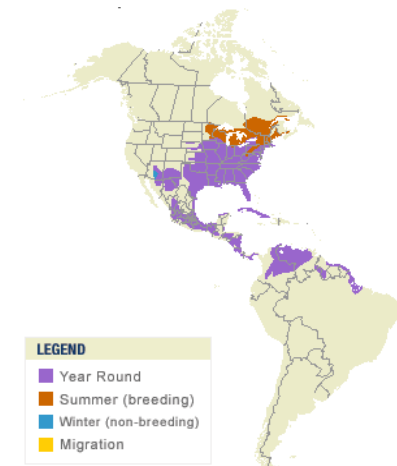 LEGEND
Year Round
Summer (breeding)
Winter (non-breeding)
Migration